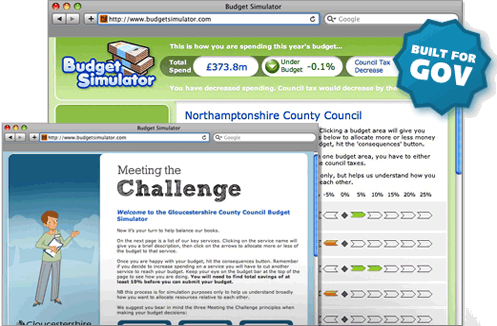 Budget Simulator
http://www.budgetsimulator.com
Google
This is how you are spending this year's budget...
Budget
Simulator
Total
Spend
£373.8m
Under
Budget
-0.1%
Council Tax
Decrease
You have decreased spending. Council tax would decrease by the
BUILT FOR
GOV
Northamptonshire County Council
Clicking a budget area will give you
below to allocate more or less money
budget, hit the 'consequences' button.
one budget area, you have to either
council taxes.
only, but helps us understand how you
each other.
-5% 0% 5% 10% 15% 20% 25%
Budget Simulator
http://www.budgetsimulator.com
Google
Meeting the
Challenge
Welcome to the Gloucestershire County Council Budget
Simulator
Now it's your turn to help balance our books.
On the next page is a list of our key services. Clicking on the service name will
give you a brief description, then click on the arrows to allocate more or less of
the budget to that service.
Once you are happy with your budget, hit the consequences button. Remember
if you decide to increase spending on a service you will have to cut another
service to reach your budget. Keep your eye on the budget bar at the top of the
page to see how you are doing. You will need to find total savings of at
least 10% before you can submit your budget.
NB this process is for simulation purposes only to help us understand broadly
how you want to allocate resources relative to each other.
We suggest you bear in mind the three Meeting the Challenge principles when
making your budget decisions:
Gloucestershire